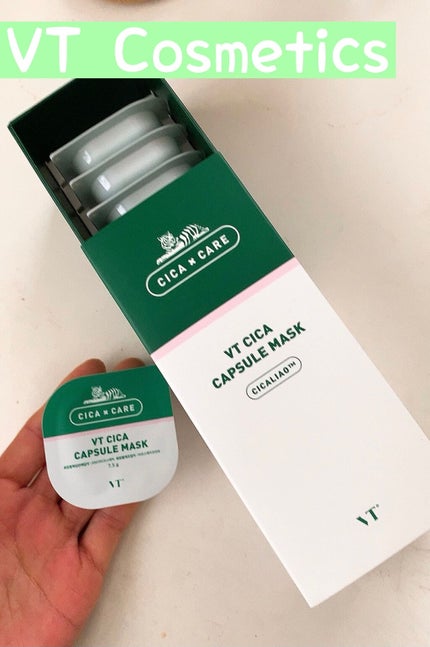 VT Cosmetics
CICA × CARE
VT CICA
CAPSULE MASK
CICALIAO™
VT®
CICA × CARE
VT CICA
CAPSULE MASK
7.5 g
VT